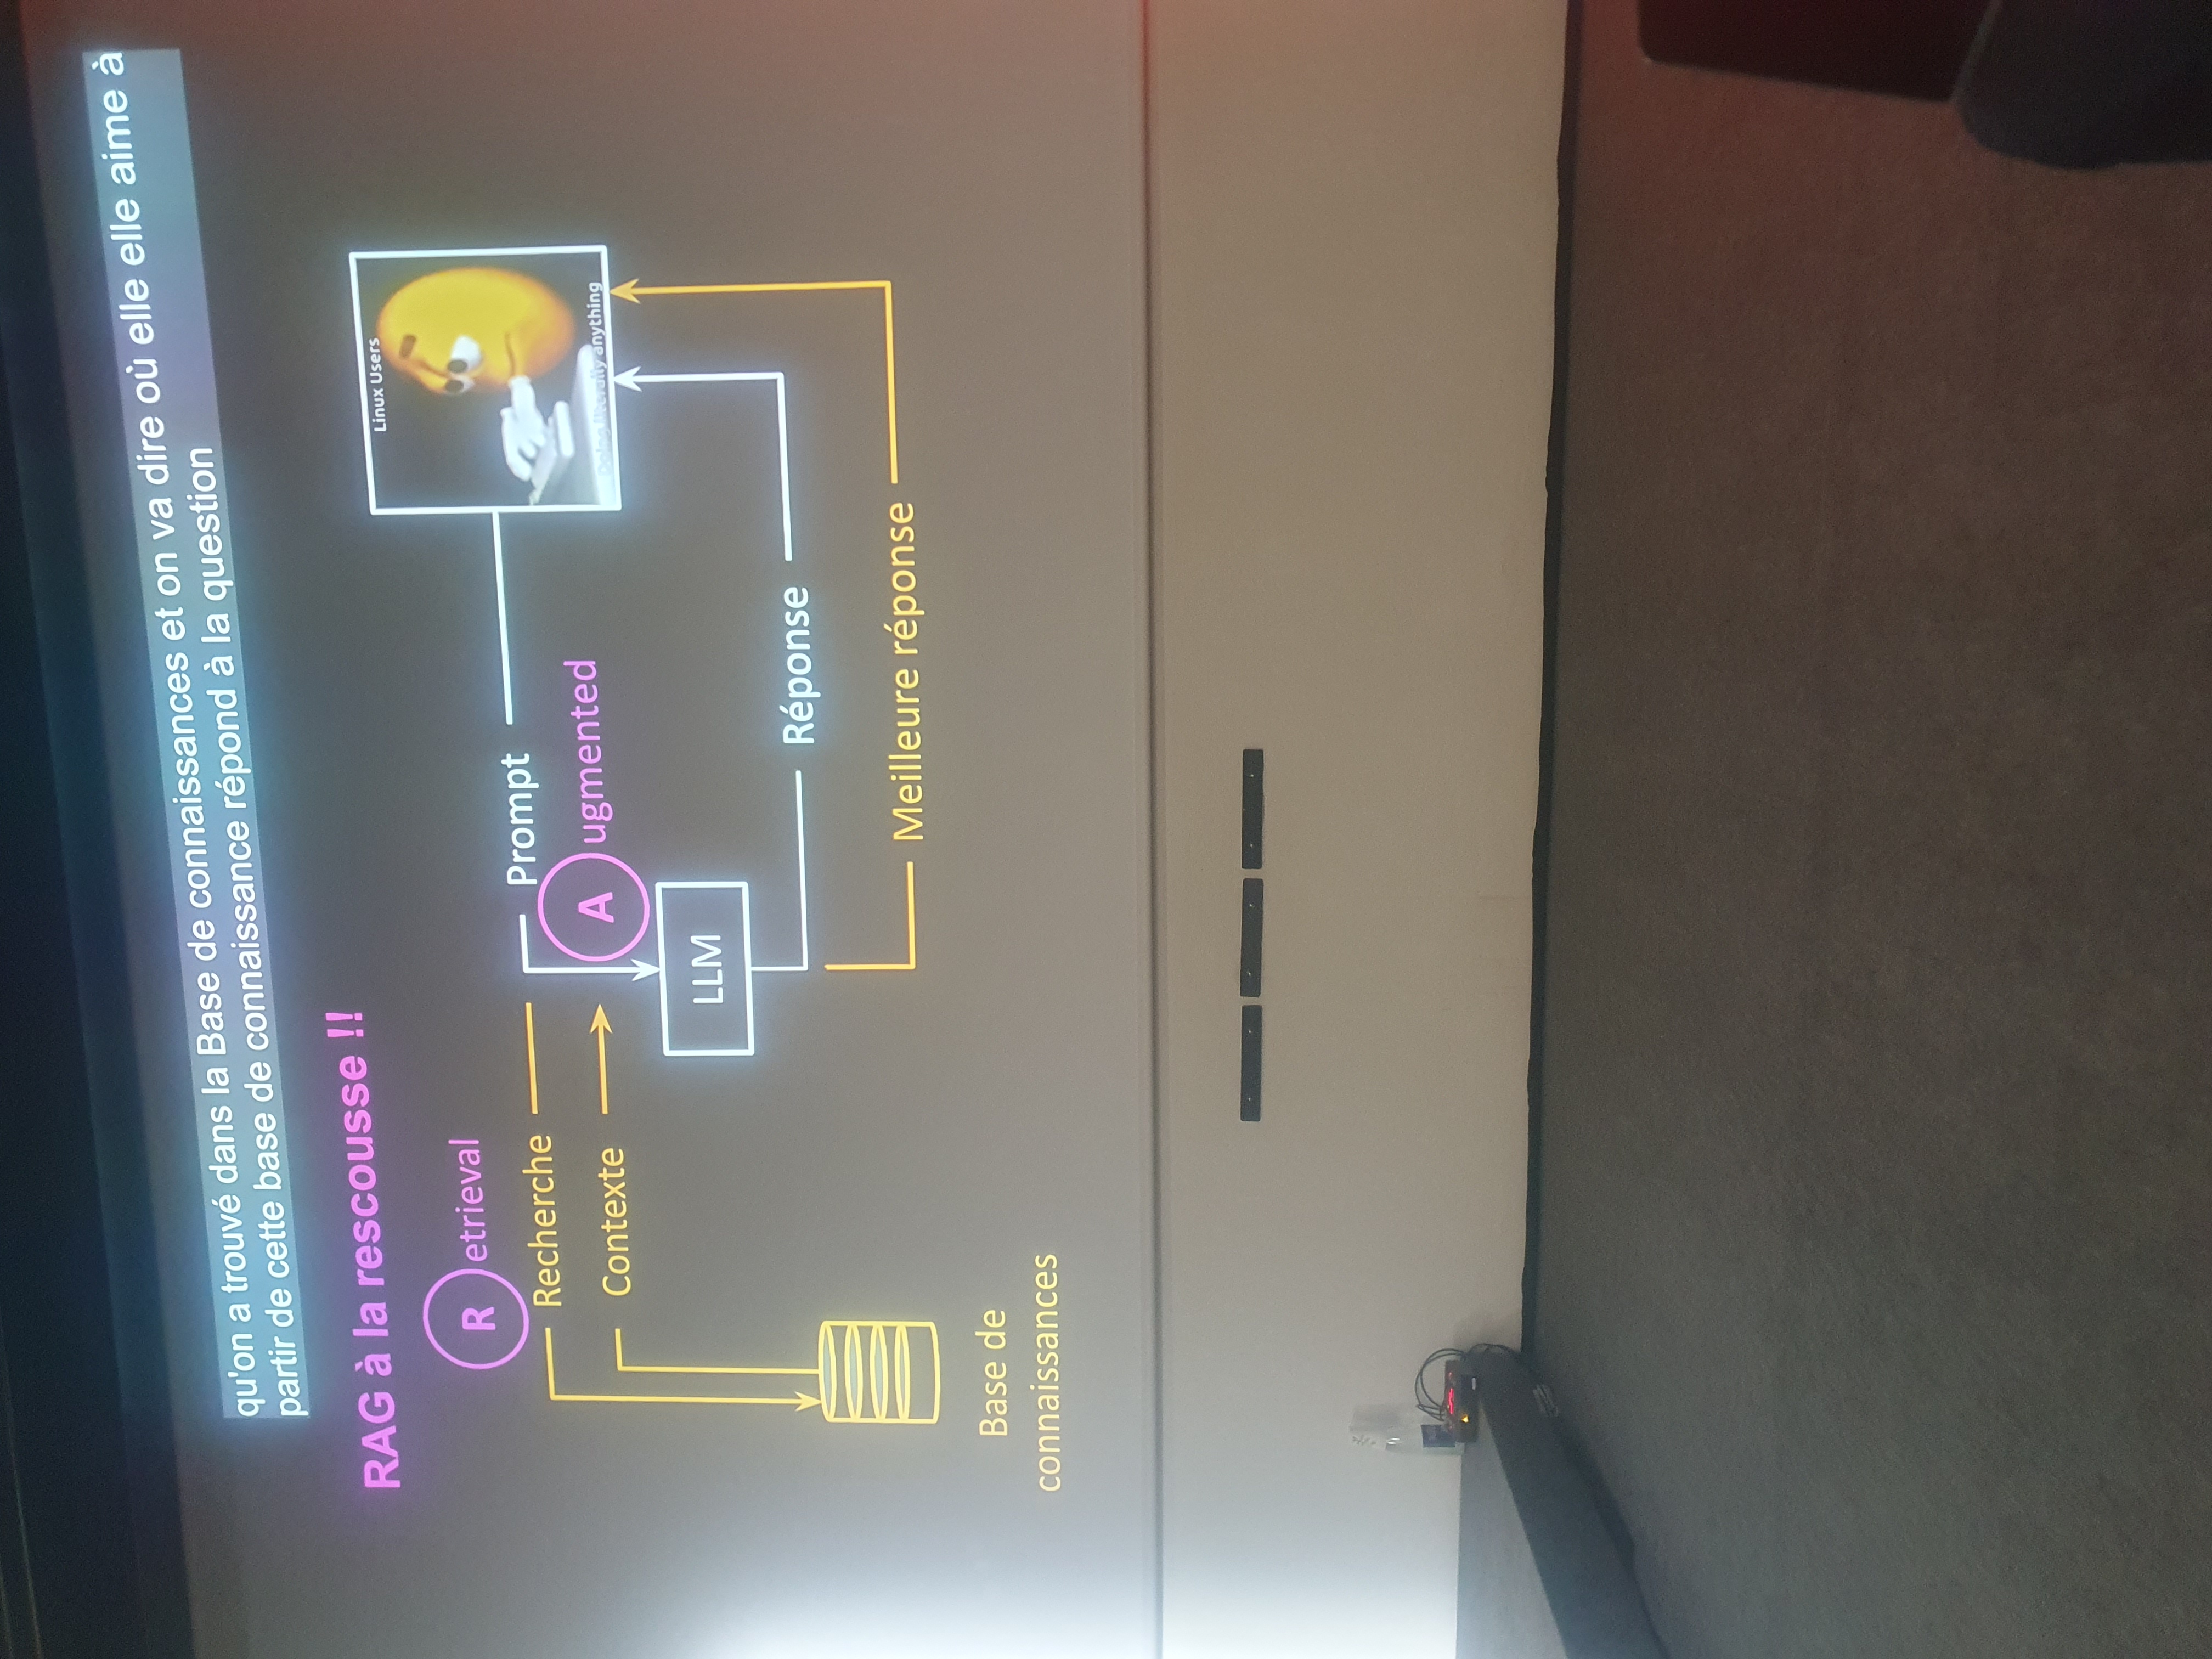 qu'on a trouvé dans la Base de connaissances et on va dire où elle elle aime à
partir de cette base de connaissance répond à la question
RAG à la rescousse !!
R etrieval
Recherche
Contexte
Prompt
A ugmented
LLM
Réponse
Meilleure réponse
Base de
connaissances
Linux Users
Doing literally anything